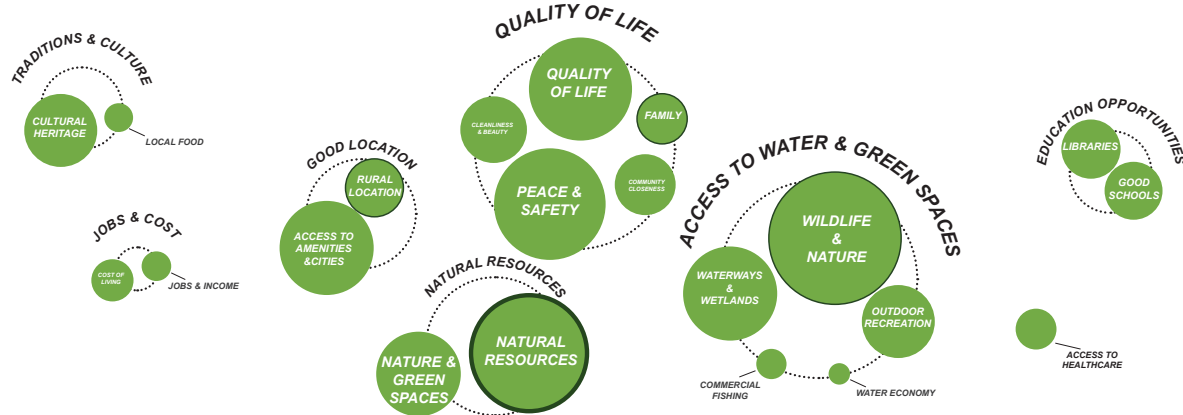 TRADITIONS & CULTURE
CULTURAL
HERITAGE
LOCAL FOOD
JOBS & COST
COST OF
LIVING
JOBS & INCOME
GOOD LOCATION
RURAL
LOCATION
ACCESS TO
AMENITIES
&CITIES
QUALITY OF LIFE
QUALITY
OF LIFE
CLEANLINESS
& BEAUTY
FAMILY
PEACE &
SAFETY
COMMUNITY
CLOSENESS
NATURAL RESOURCES
NATURE &
GREEN
SPACES
NATURAL
RESOURCES
ACCESS TO WATER & GREEN SPACES
WILDLIFE
&
NATURE
WATERWAYS
&
WETLANDS
OUTDOOR
RECREATION
COMMERCIAL
FISHING
WATER ECONOMY
EDUCATION OPPORTUNITIES
LIBRARIES
GOOD
SCHOOLS
ACCESS TO
HEALTHCARE